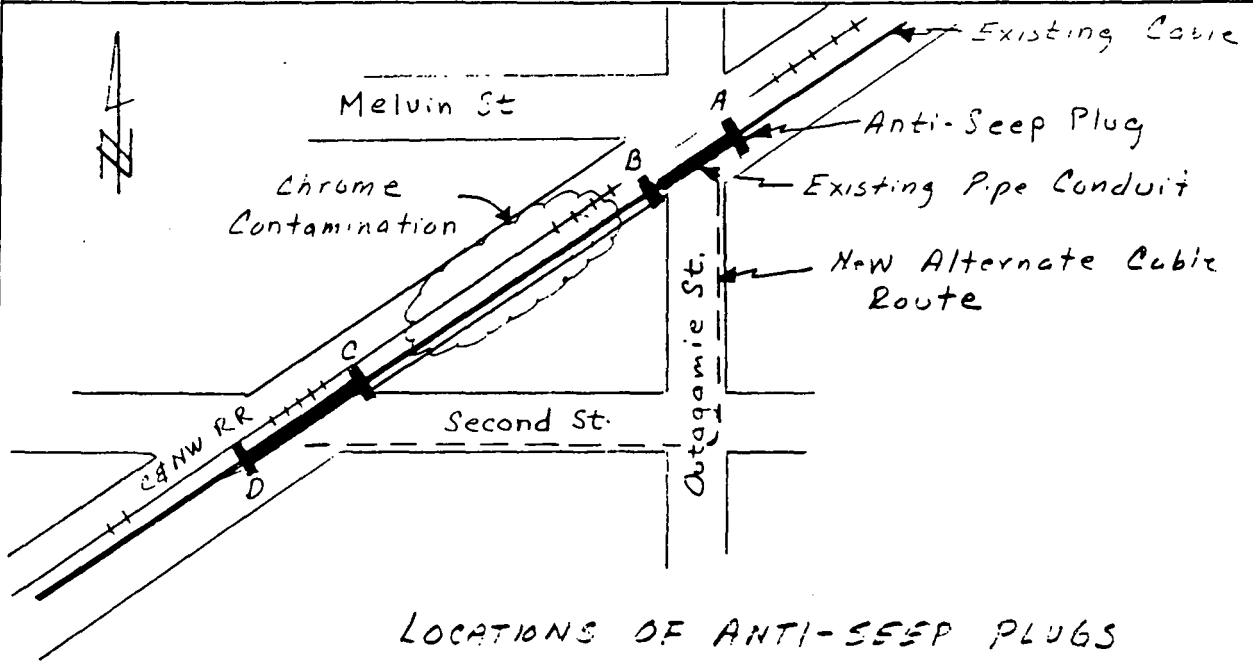 Existing Cable
A
Melvin St
Anti-Seep Plug
B
Chrome
Contamination
Existing Pipe Conduit
New Alternate Cable
Route
Outagamie St.
C
Second St.
C&NW RR
D
LOCATIONS OF ANTI-SEEP PLUGS
N